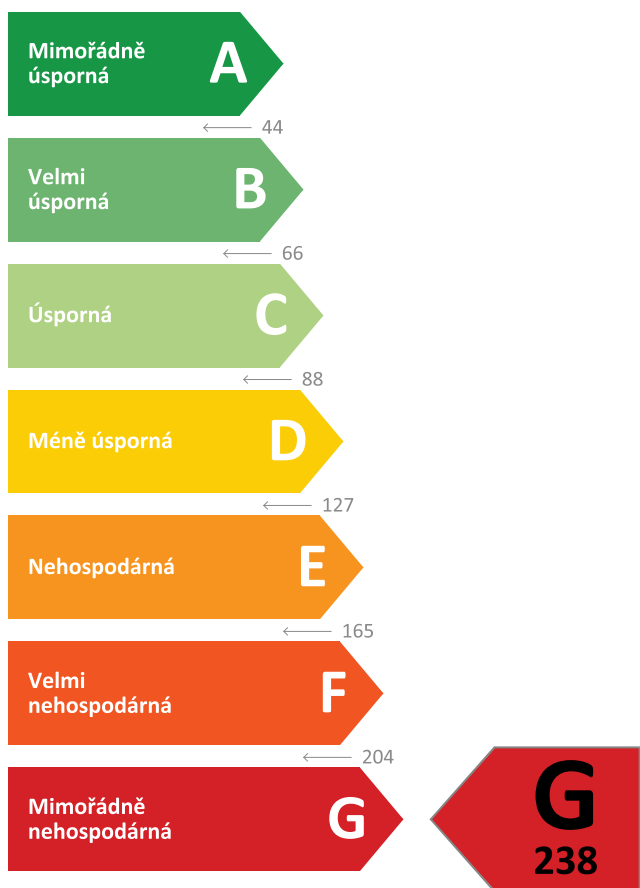 Mimořádně
úsporná
A
44
Velmi
úsporná
B
66
Úsporná
C
88
Méně úsporná
D
127
Nehospodárná
E
165
Velmi
nehospodárná
F
204
Mimořádně
nehospodárná
G
G
238